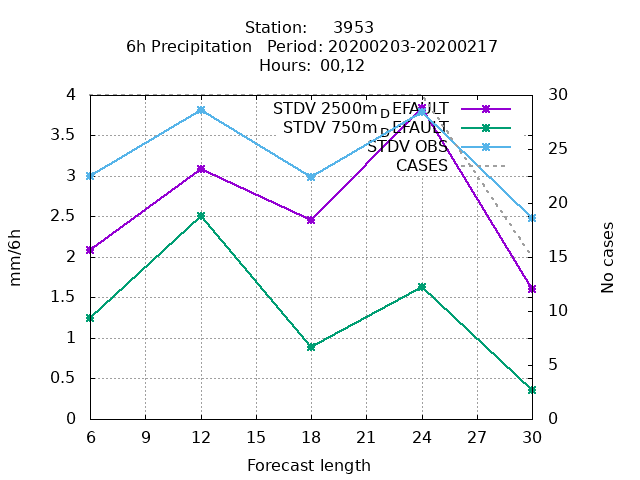 Station: 3953
6h Precipitation Period: 20200203-20200217
Hours: 00,12
STDV 2500m_DEFAULT
STDV 750m_DEFAULT
STDV OBS
CASES
mm/6h
No cases
4
3.5
3
2.5
2
1.5
1
0.5
0
30
25
20
15
10
5
0
6 9 12 15 18 21 24 27 30
Forecast length